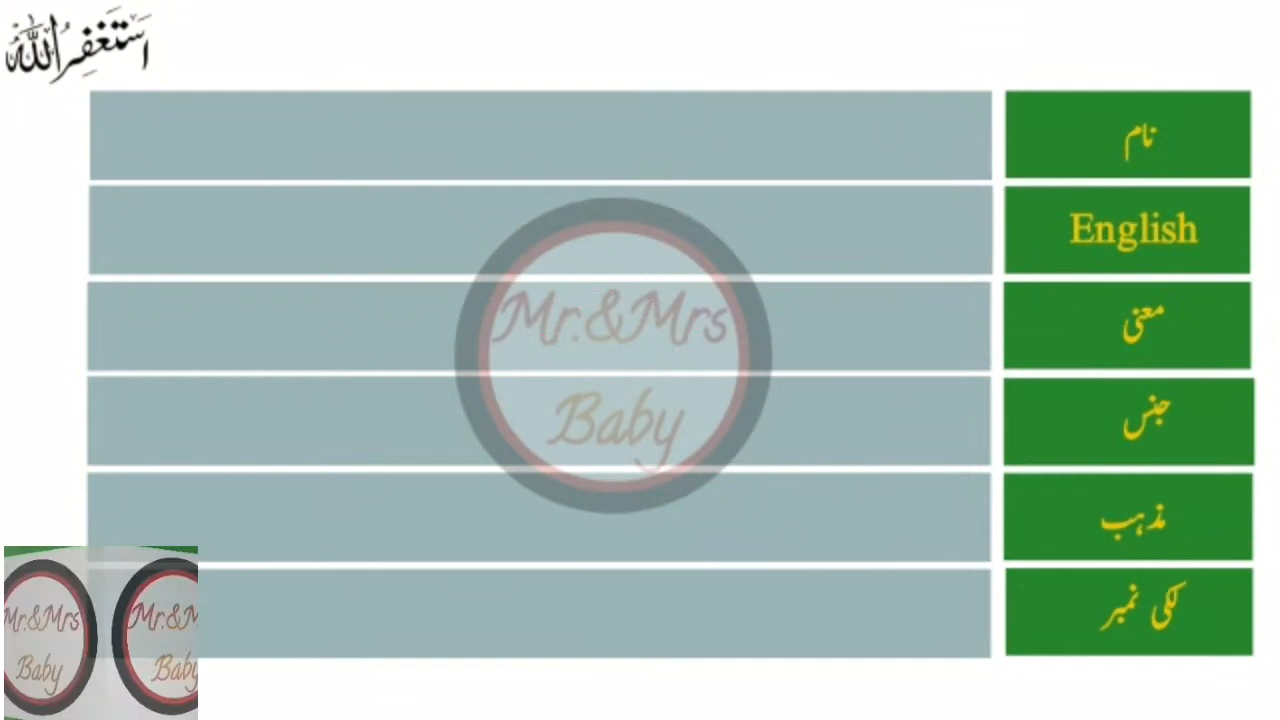 استغفر اللہ
نام
English
معنی
جنس
مذہب
لکی نمبر
Mr.&Mrs
Baby
Mr.&Mrs
Baby
Mr.&M
Baby